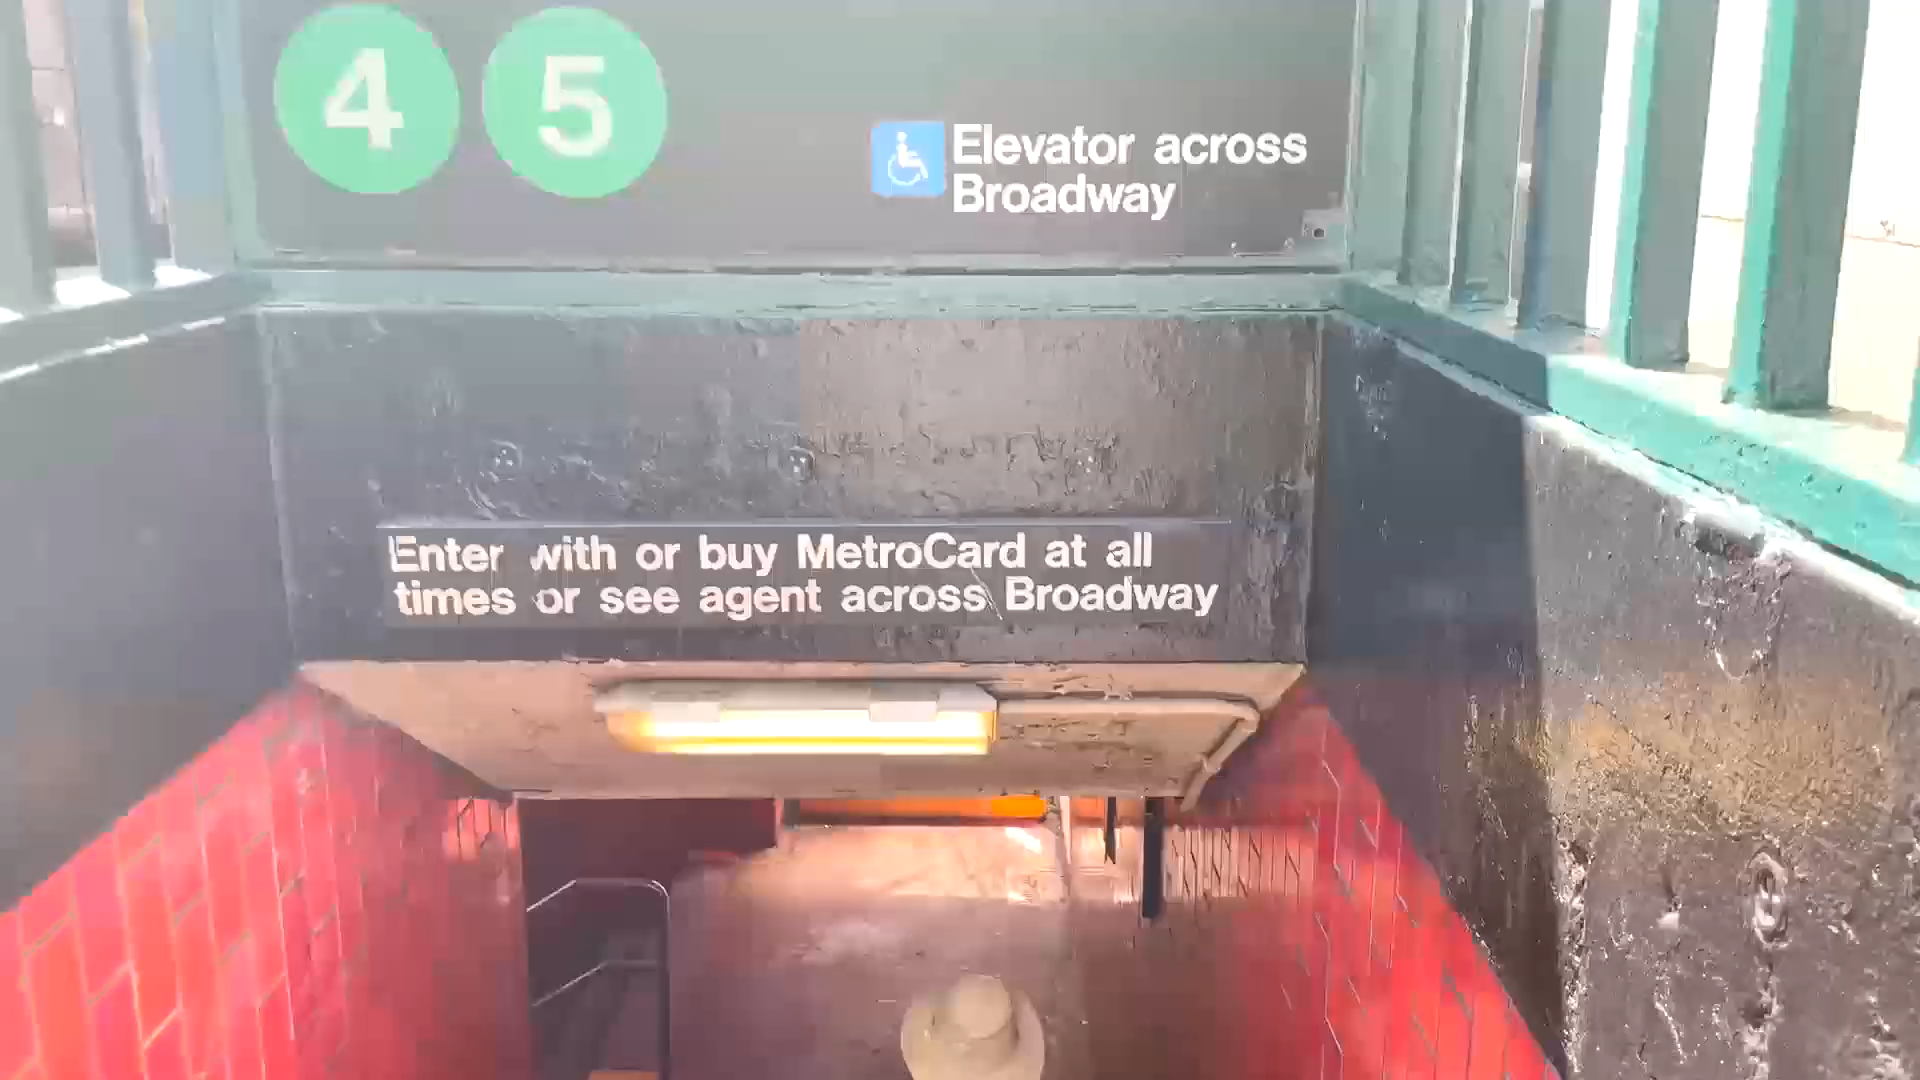 4 5
Elevator across
Broadway
Enter with or buy MetroCard at all
times or see agent across Broadway